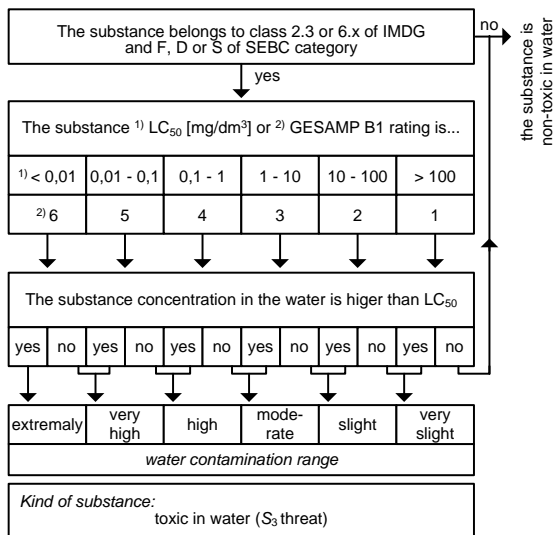 The substance belongs to class 2.3 or 6.x of IMDG
and F, D or S of SEBC category
no
the substance is
non-toxic in water
yes
The substance ¹⁾ LC₅₀ [mg/dm³] or ²⁾ GESAMP B1 rating is...
¹⁾ < 0,01 0,01 - 0,1 0,1 - 1 1 - 10 10 - 100 > 100
²⁾ 6 5 4 3 2 1
The substance concentration in the water is higer than LC₅₀
yes no yes no yes no yes no yes no yes no
extremaly very high high mode-rate slight very slight
water contamination range
Kind of substance:
toxic in water (S₃ threat)